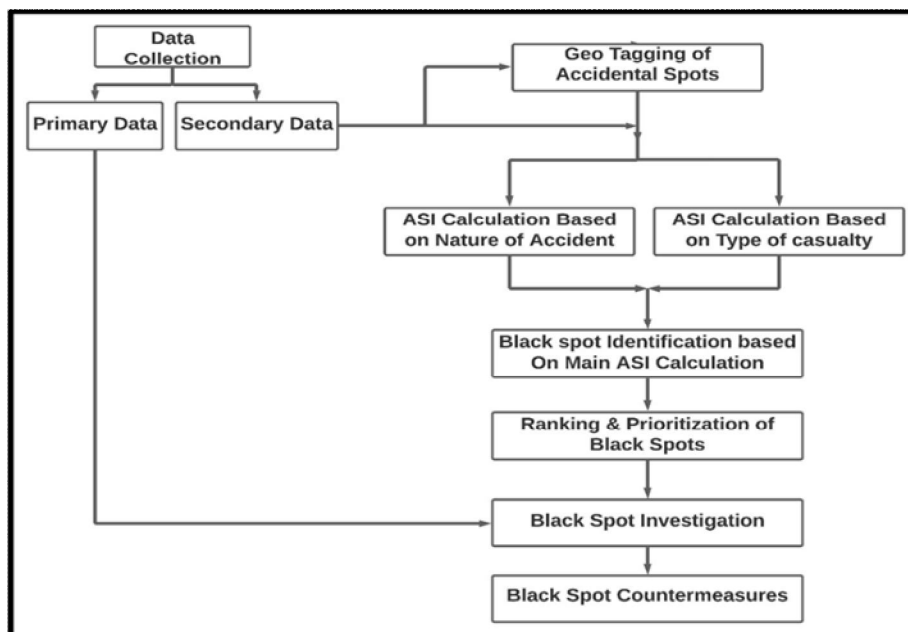 Data
Collection
Geo Tagging of
Accidental Spots
Primary Data
Secondary Data
ASI Calculation Based
on Nature of Accident
ASI Calculation Based
on Type of casualty
Black spot Identification based
On Main ASI Calculation
Ranking & Prioritization of
Black Spots
Black Spot Investigation
Black Spot Countermeasures